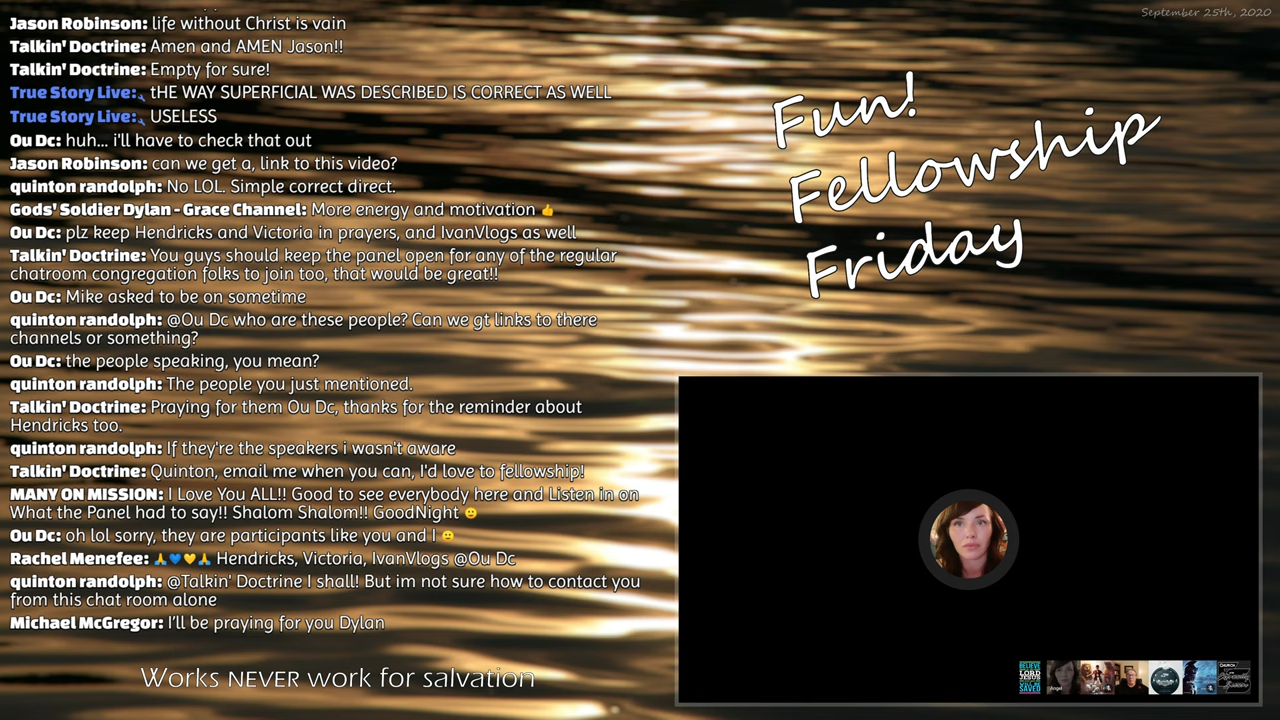 September 25th, 2020
Jason Robinson: life without Christ is vain
Talkin' Doctrine: Amen and AMEN Jason!!
Talkin' Doctrine: Empty for sure!
True Story Live: tHE WAY SUPERFICIAL WAS DESCRIBED IS CORRECT AS WELL
True Story Live: USELESS
Ou Dc: huh... i'll have to check that out
Jason Robinson: can we get a, link to this video?
quinton randolph: No LOL. Simple correct direct.
Gods' Soldier Dylan - Grace Channel: More energy and motivation 👍
Ou Dc: plz keep Hendricks and Victoria in prayers, and IvanVlogs as well
Talkin' Doctrine: You guys should keep the panel open for any of the regular
chatroom congregation folks to join too, that would be great!!
Ou Dc: Mike asked to be on sometime
quinton randolph: @Ou Dc who are these people? Can we gt links to there
channels or something?
Ou Dc: the people speaking, you mean?
quinton randolph: The people you just mentioned.
Talkin' Doctrine: Praying for them Ou Dc, thanks for the reminder about
Hendricks too.
quinton randolph: If they're the speakers i wasn't aware
Talkin' Doctrine: Quinton, email me when you can, I'd love to fellowship!
MANY ON MISSION: I Love You ALL!! Good to see everybody here and Listen in on
What the Panel had to say!! Shalom Shalom!! GoodNight 🙂
Ou Dc: oh lol sorry, they are participants like you and I 🙂
Rachel Menefee: 🙏💙💛🙏 Hendricks, Victoria, IvanVlogs @Ou Dc
quinton randolph: @Talkin' Doctrine I shall! But im not sure how to contact you
from this chat room alone
Michael McGregor: I'll be praying for you Dylan
Works NEVER work for salvation
Fun!
Fellowship
Friday
BELIEVE
LORD
JESUS
WILL BE
SAVED
Angel
CHURCH